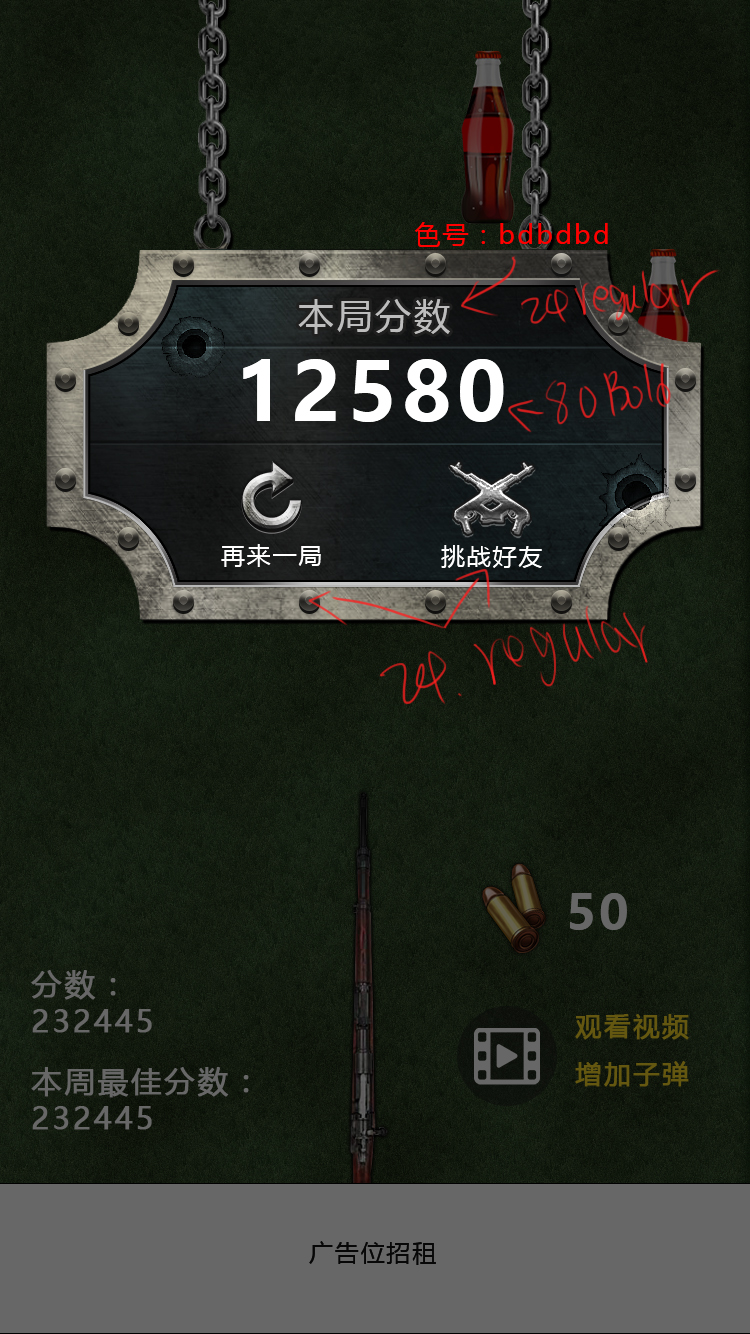 色号：bdbdbd
本局分数
24 regular
12580
80 Bold
再来一局
挑战好友
24. regular
50
分数：
232445
观看视频
增加子弹
本周最佳分数：
232445
广告位招租